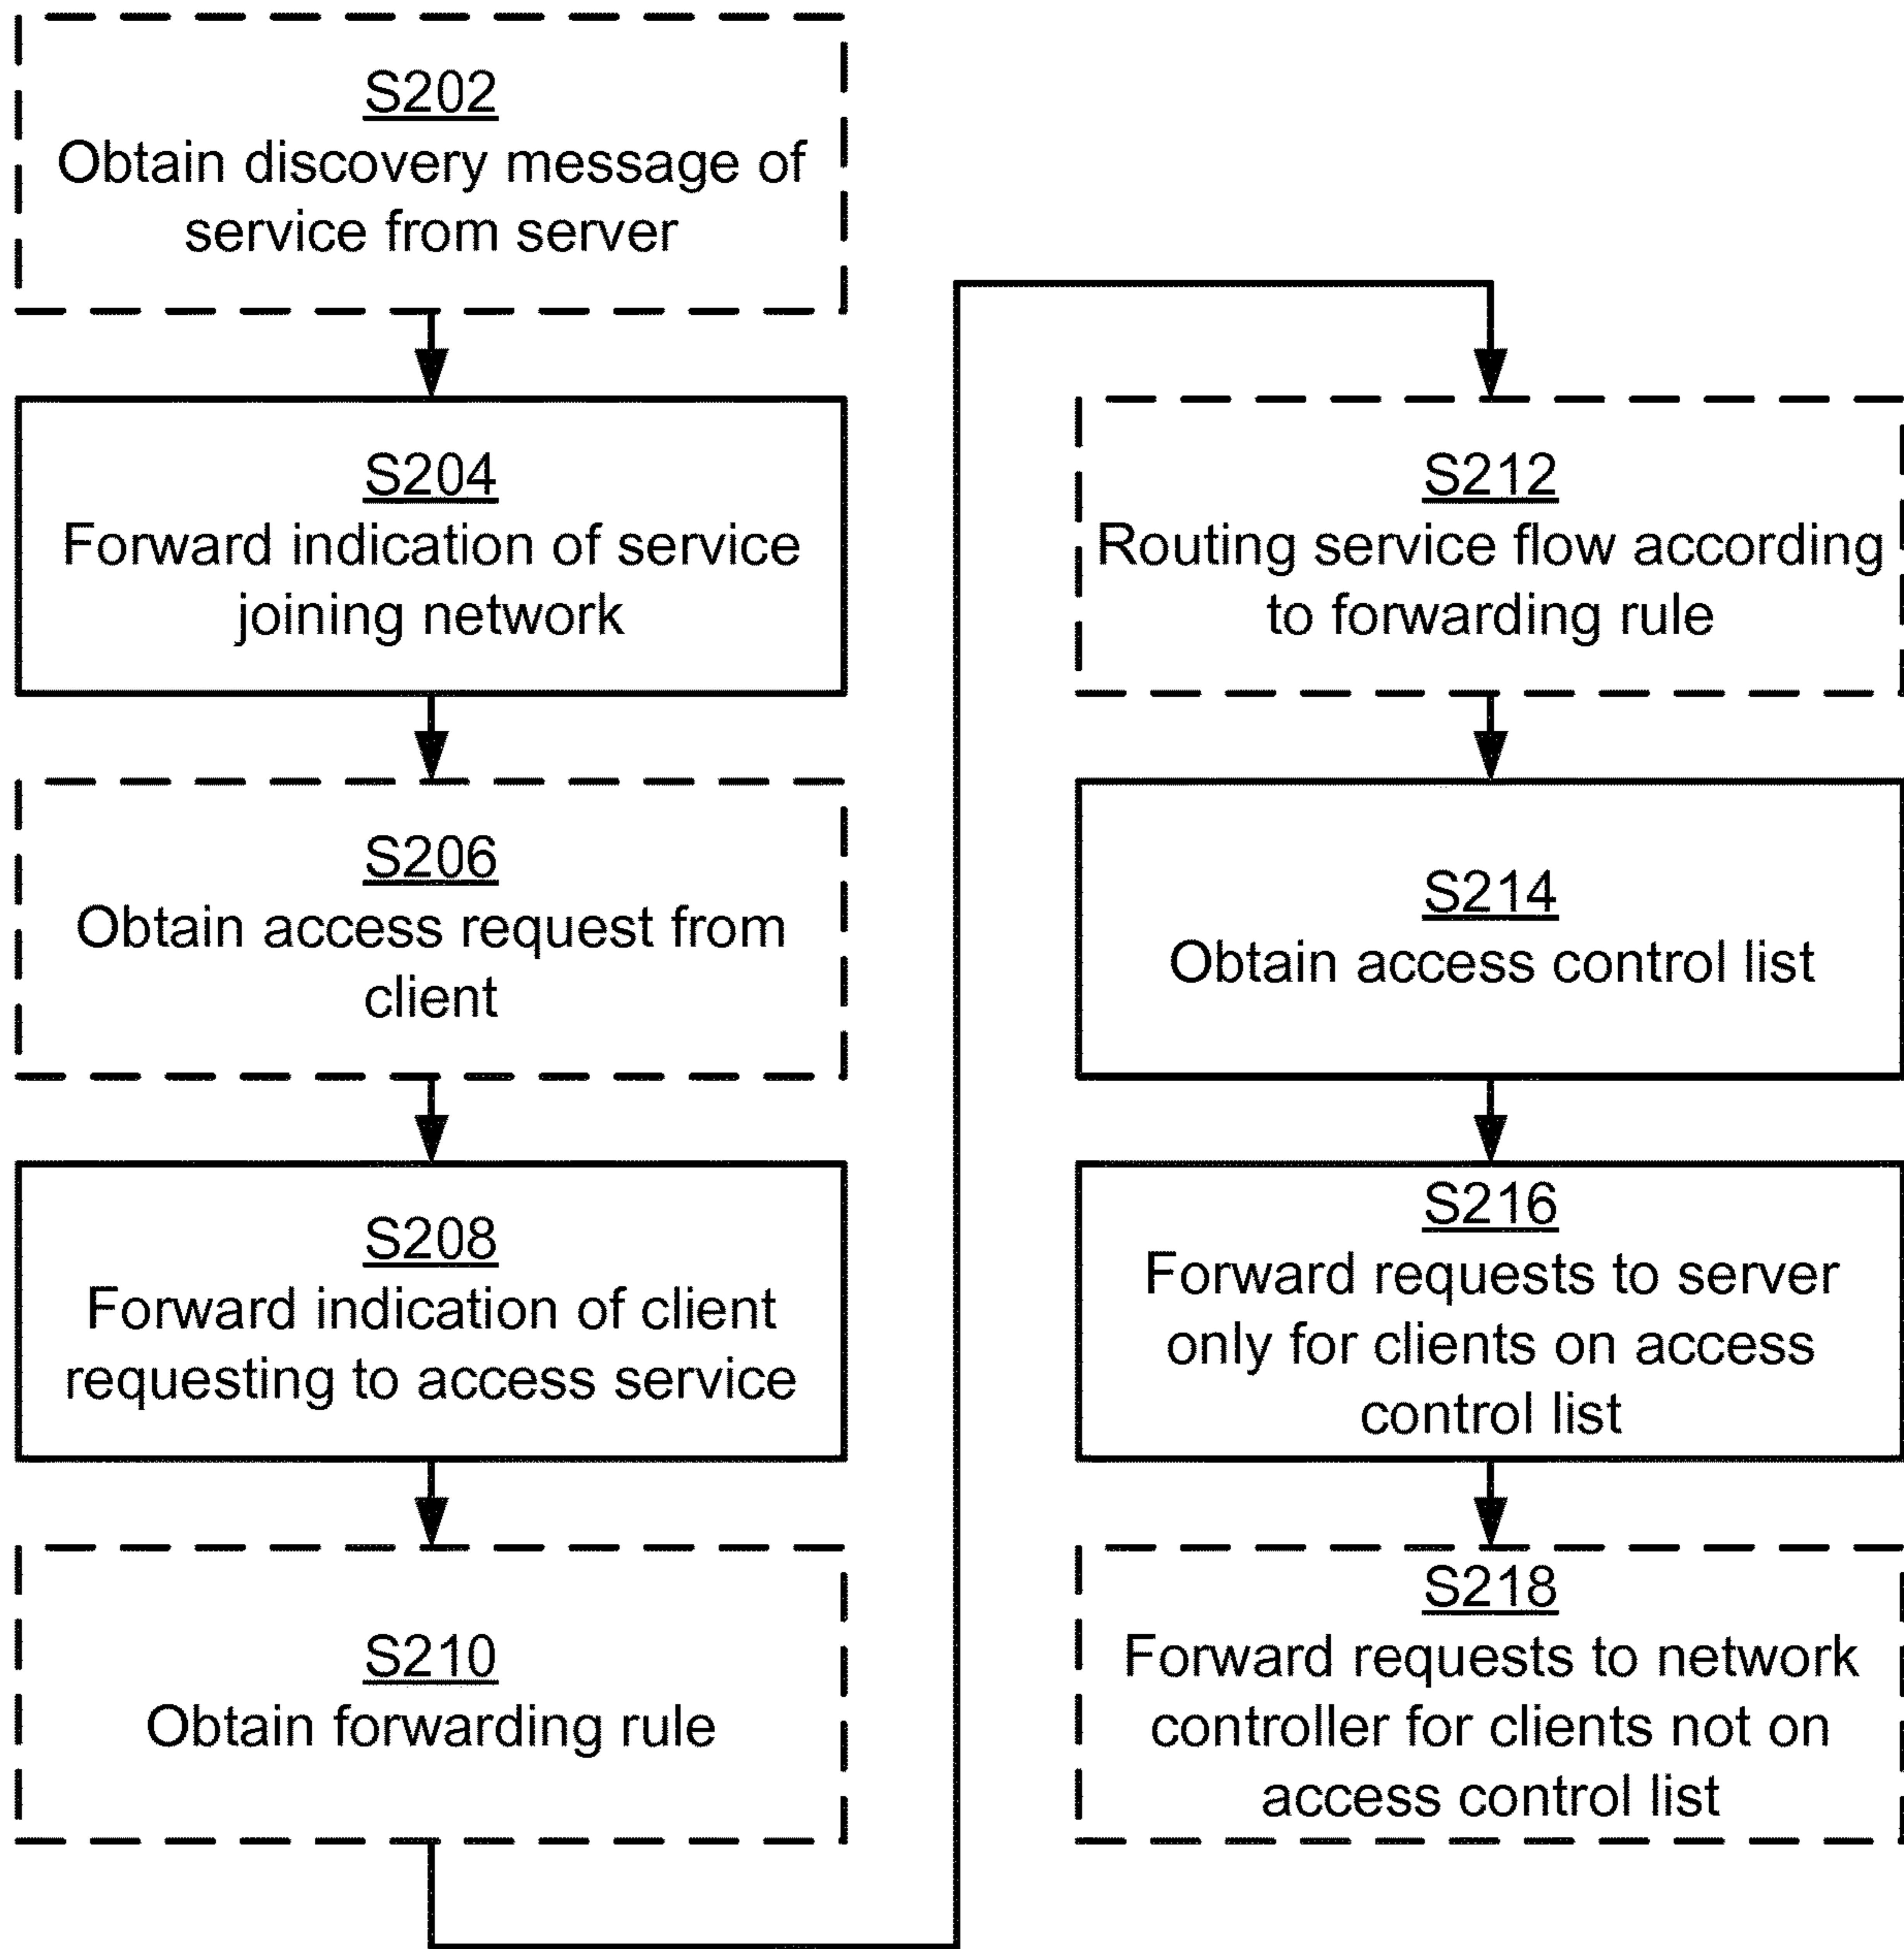 S202
Obtain discovery message of
service from server
S204
Forward indication of service
joining network
S206
Obtain access request from
client
S208
Forward indication of client
requesting to access service
S210
Obtain forwarding rule
S212
Routing service flow according
to forwarding rule
S214
Obtain access control list
S216
Forward requests to server
only for clients on access
control list
S218
Forward requests to network
controller for clients not on
access control list